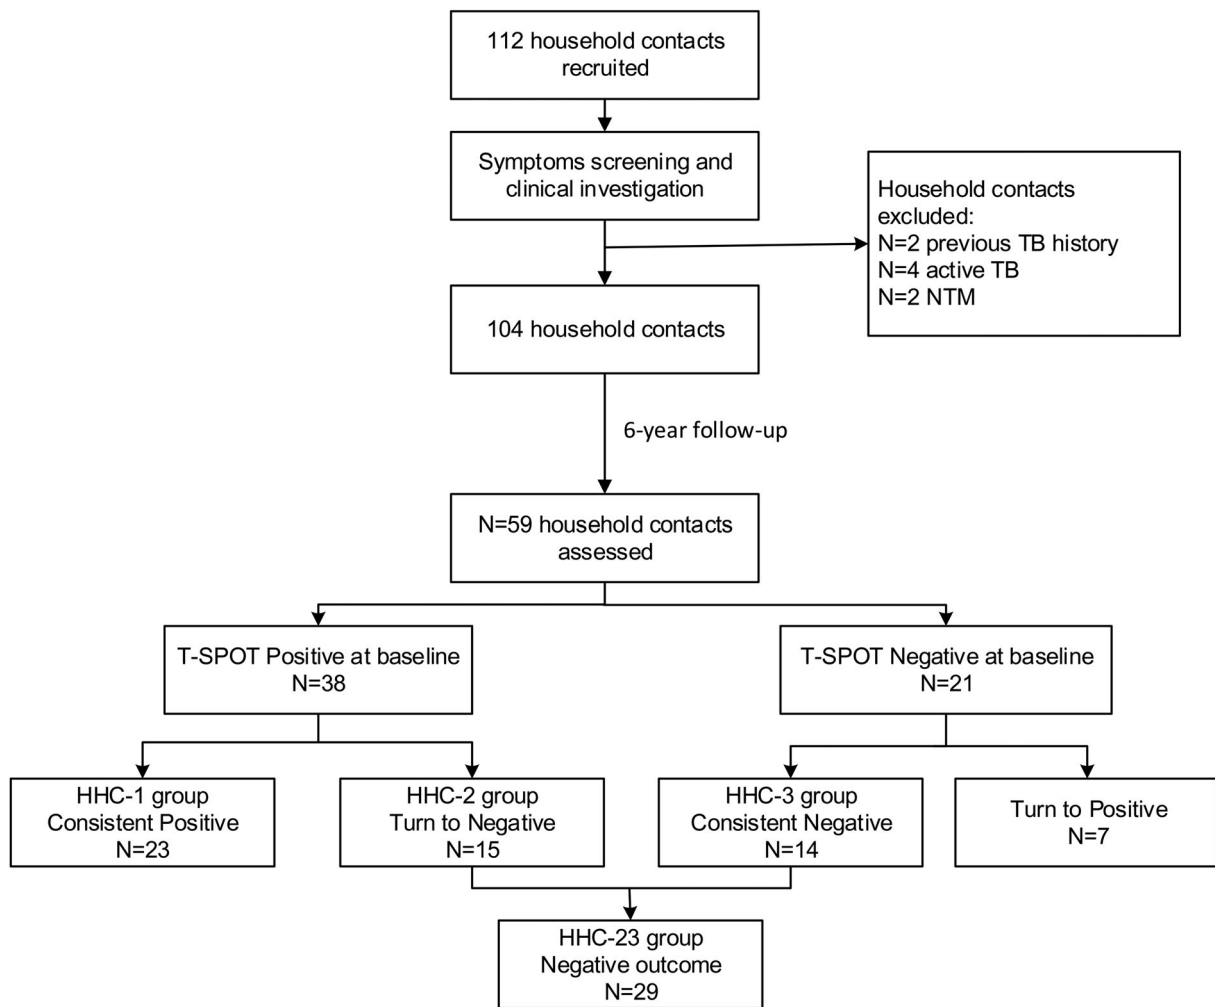 112 household contacts
recruited
Symptoms screening and
clinical investigation
Household contacts
excluded:
N=2 previous TB history
N=4 active TB
N=2 NTM
104 household contacts
6-year follow-up
N=59 household contacts
assessed
T-SPOT Positive at baseline
N=38
T-SPOT Negative at baseline
N=21
HHC-1 group
Consistent Positive
N=23
HHC-2 group
Turn to Negative
N=15
HHC-3 group
Consistent Negative
N=14
Turn to Positive
N=7
HHC-23 group
Negative outcome
N=29